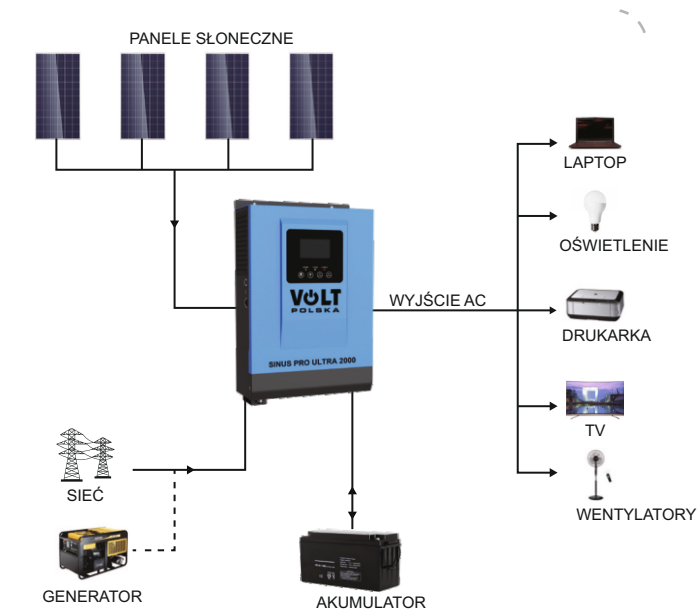 PANELE SŁONECZNE
LAPTOP
OŚWIETLENIE
VOLT
POLSKA
WYJŚCIE AC
DRUKARKA
SINUS PRO ULTRA 2000
TV
SIEĆ
WENTYLATORY
GENERATOR
AKUMULATOR